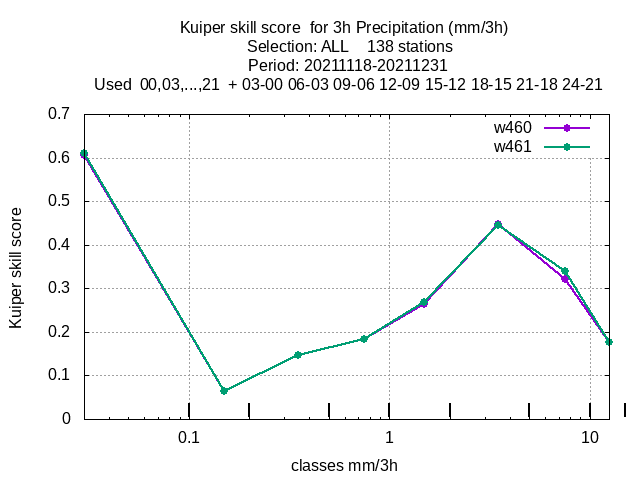 Kuiper skill score  for 3h Precipitation (mm/3h)
Selection: ALL    138 stations
Period: 20211118-20211231
Used  00,03,...,21  + 03-00 06-03 09-06 12-09 15-12 18-15 21-18 24-21
w460
w461
0.7
0.6
0.5
0.4
0.3
0.2
0.1
0
Kuiper skill score
0.1 1 10
classes mm/3h